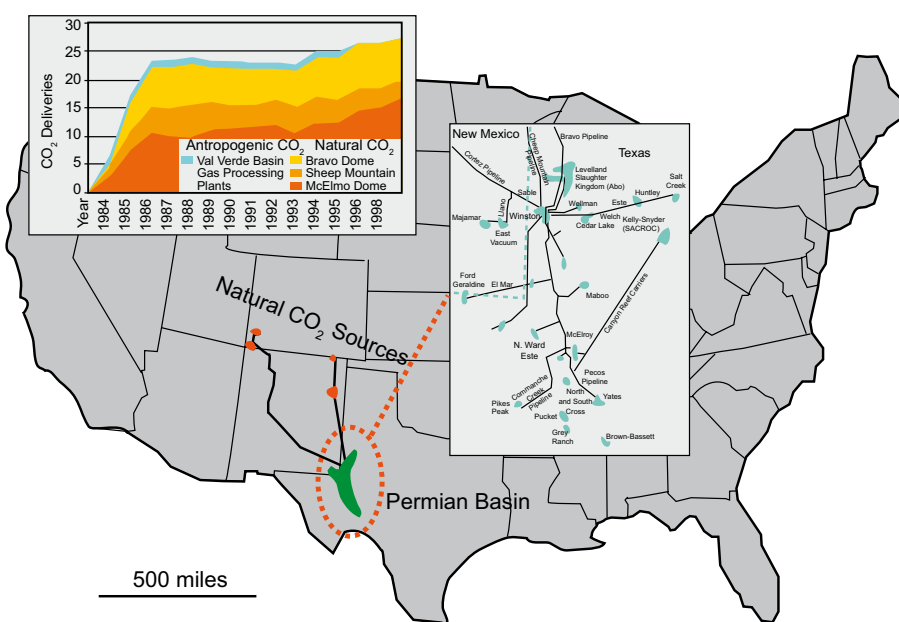 30
25
20
15
10
5
0
CO2 Deliveries
Antropogenic CO2
Val Verde Basin
Gas Processing
Plants
Natural CO2
Bravo Dome
Sheep Mountain
McElmo Dome
Year
1984
1985
1986
1987
1988
1989
1990
1991
1992
1993
1994
1995
1996
19998
New Mexico
Texas
Cheep Mountain
Pipeline
Bravo Pipeline
Cortez Pipeline
Levelland
Slaughter
Kingdom (Abo)
Salt
Creek
Huntley
Este
Sable
Wellman
Llano
Winston
Welch
Cedar Lake
Kelly-Snyder
(SACROC)
Majamar
East
Vacuum
Ford
Geraldine
El Mar
Maboo
Canyon Reef Carriers
N. Ward
Este
McElroy
Pecos
Pipeline
Commanche
Creek
Pipeline
Pikes
Peak
North
and South
Cross
Yates
Pucket
Grey
Ranch
Brown-Bassett
Natural CO2 Sources
Permian Basin
500 miles